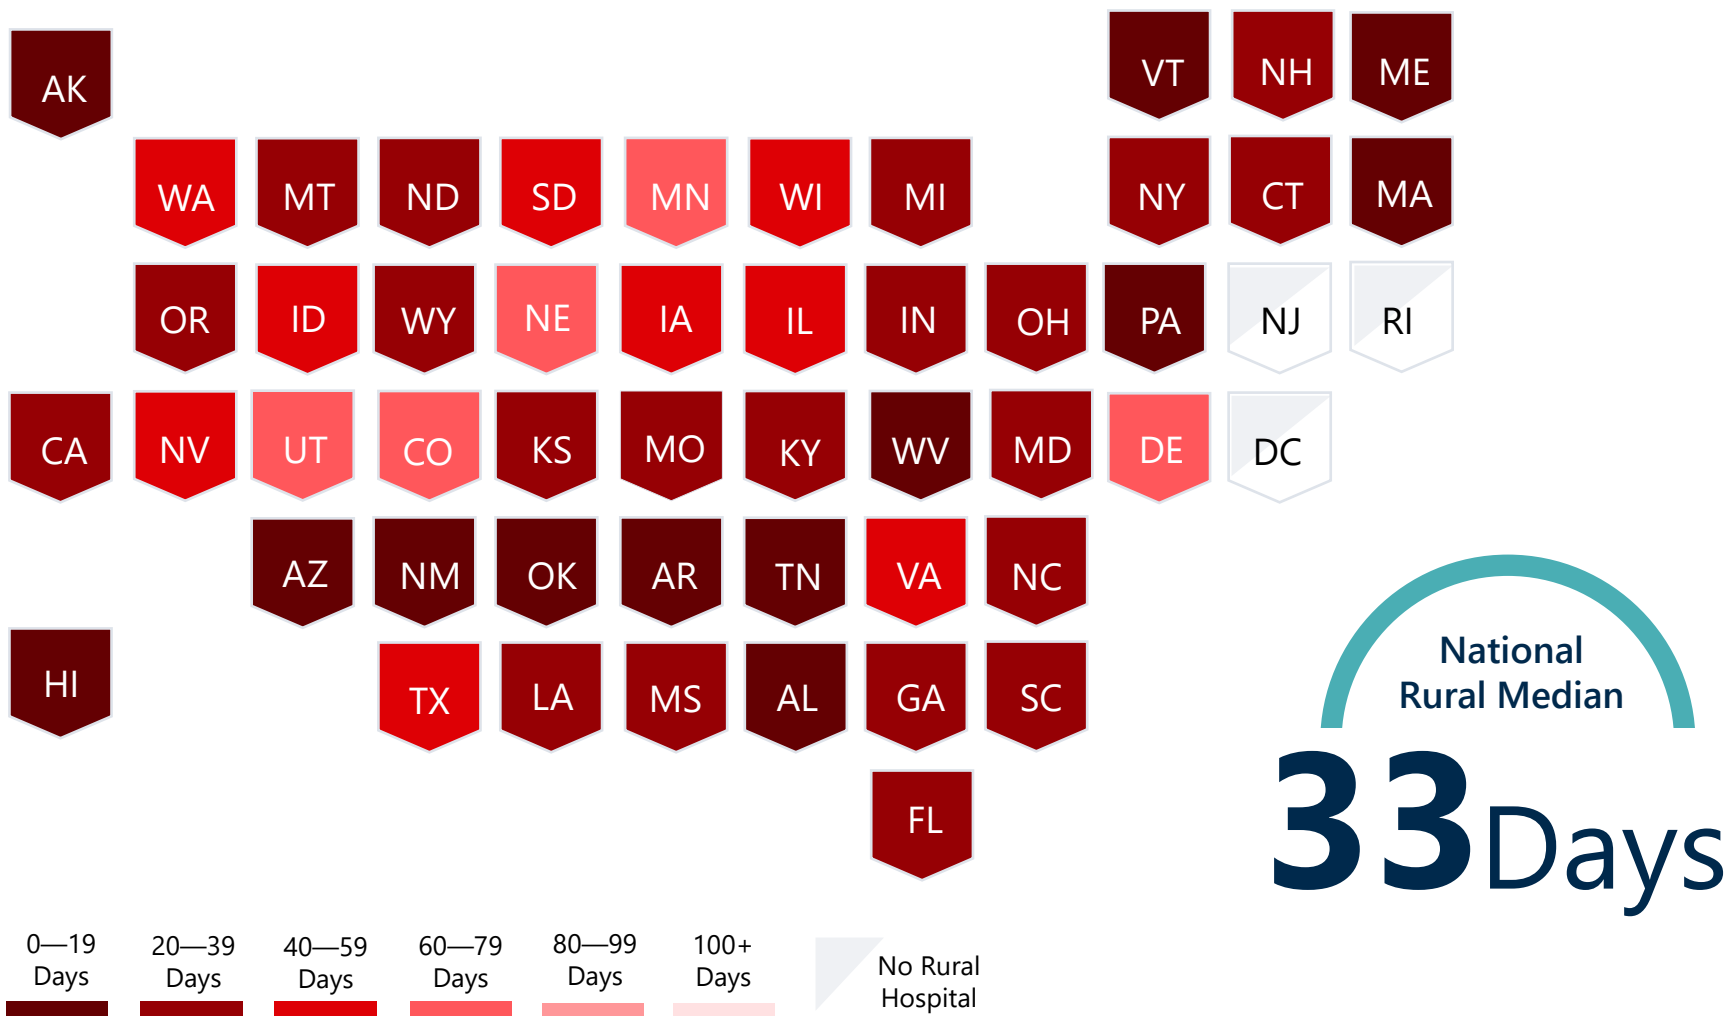 AK
VT
NH
ME
WA
MT
ND
SD
MN
WI
MI
NY
CT
MA
OR
ID
WY
NE
IA
IL
IN
OH
PA
NJ
RI
CA
NV
UT
CO
KS
MO
KY
WV
MD
DE
DC
AZ
NM
OK
AR
TN
VA
NC
HI
TX
LA
MS
AL
GA
SC
FL
National
Rural Median
33 Days
0—19
Days
20—39
Days
40—59
Days
60—79
Days
80—99
Days
100+
Days
No Rural
Hospital